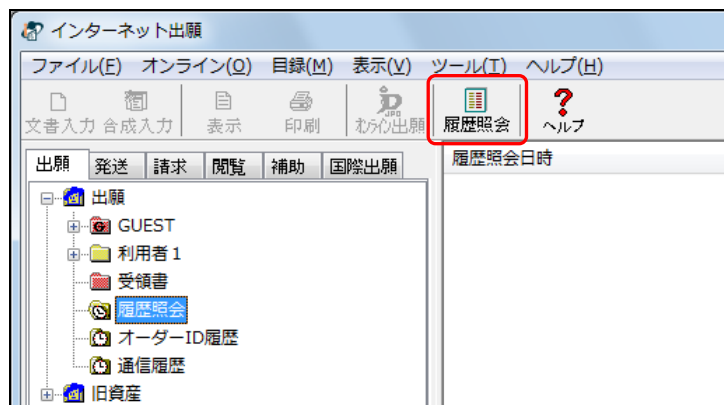 インターネット出願
ファイル(F) オンライン(O) 目録(M) 表示(V) ツール(T) ヘルプ(H)
文書入力 合成入力 表示 印刷 オンライン出願 履歴照会 ヘルプ
出願 発送 請求 閲覧 補助 国際出願
履歴照会日時
出願
GUEST
利用者1
受領書
履歴照会
オーダーID履歴
通信履歴
旧資産